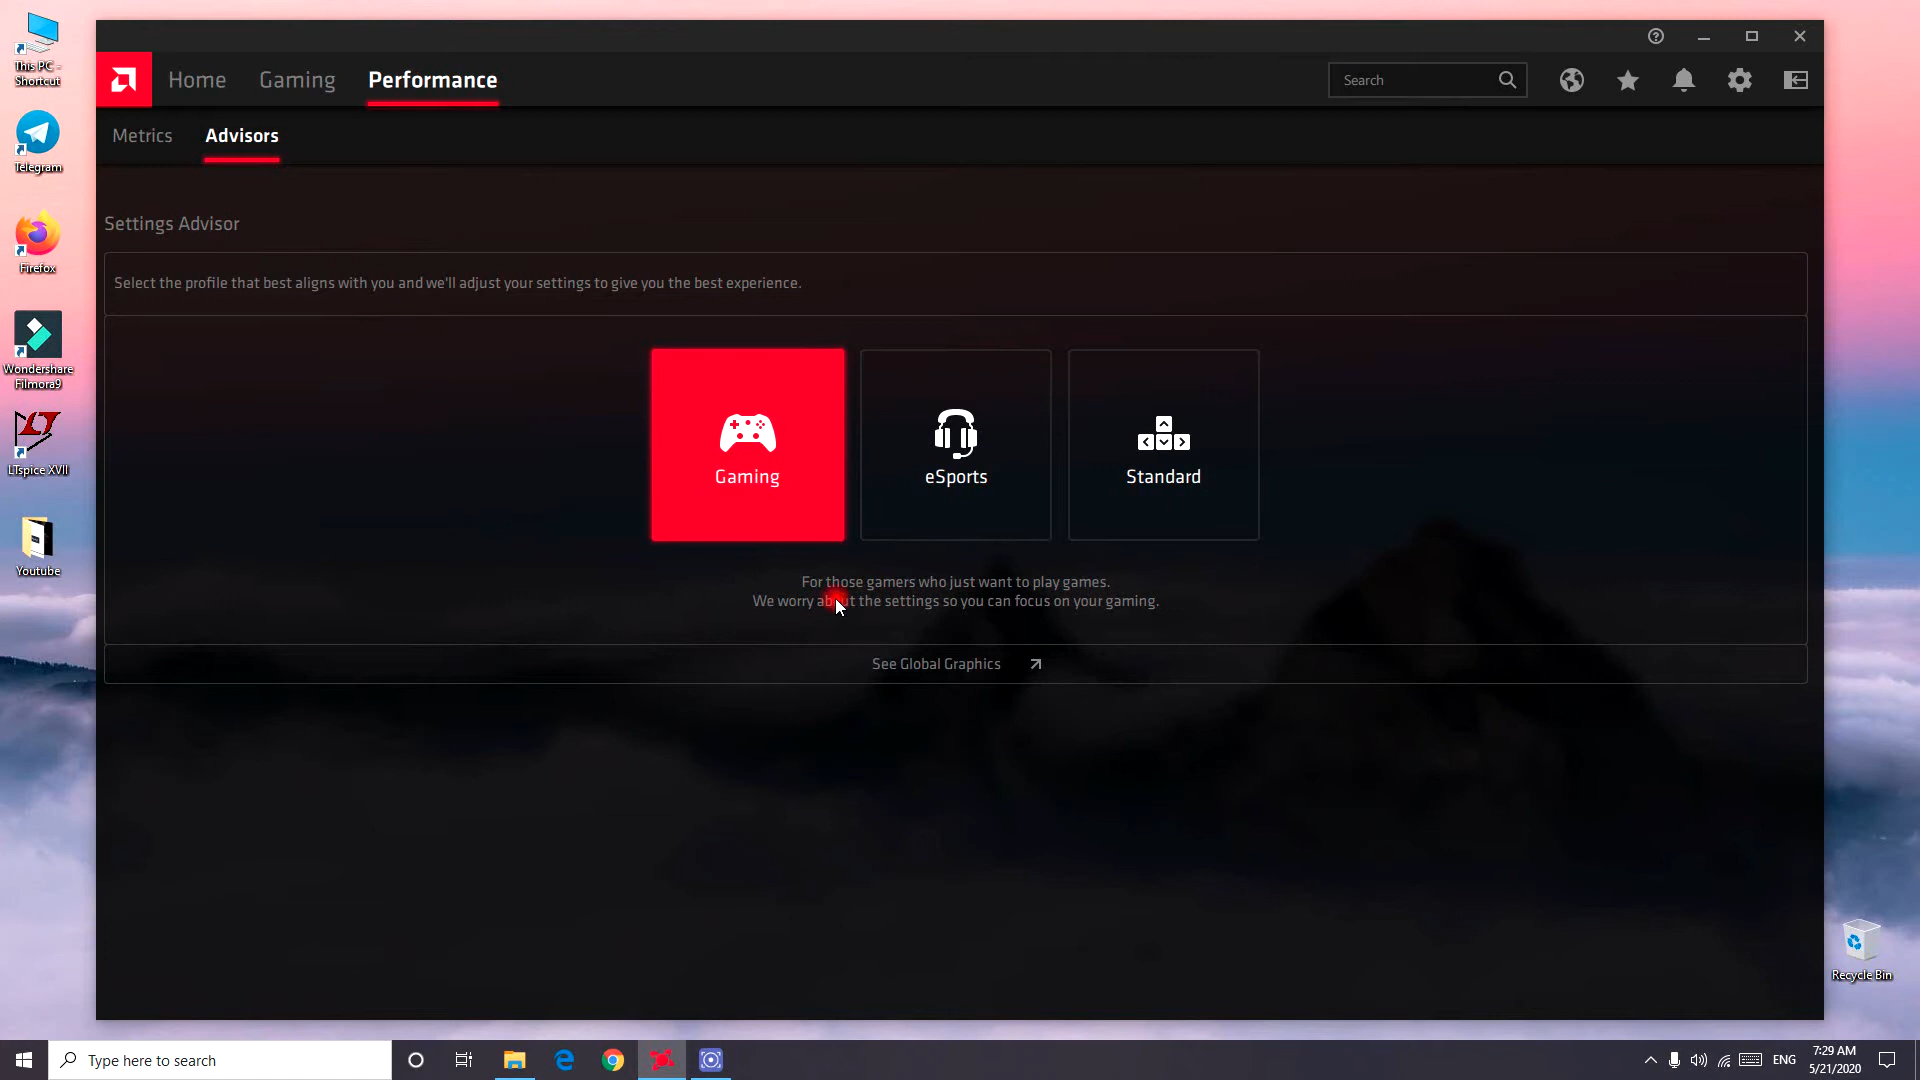 This PC -
Shortcut
Telegram
Firefox
Wondershare
Filmora9
LTspice XVII
Youtube
Home
Gaming
Performance
Search
Metrics
Advisors
Settings Advisor
Select the profile that best aligns with you and we'll adjust your settings to give you the best experience.
Gaming
eSports
Standard
For those gamers who just want to play games.
We worry about the settings so you can focus on your gaming.
See Global Graphics
Recycle Bin
Type here to search
ENG
7:29 AM
5/21/2020